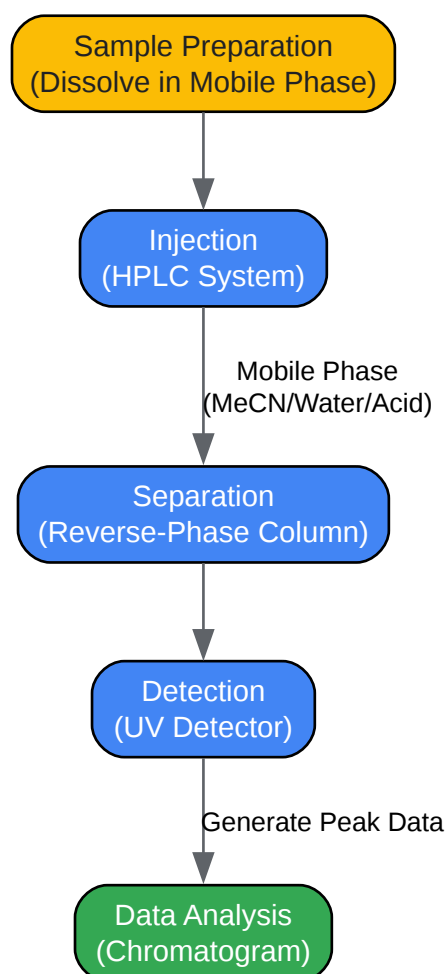 Sample Preparation
(Dissolve in Mobile Phase)
Injection
(HPLC System)
Mobile Phase
(MeCN/Water/Acid)
Separation
(Reverse-Phase Column)
Detection
(UV Detector)
Generate Peak Data
Data Analysis
(Chromatogram)